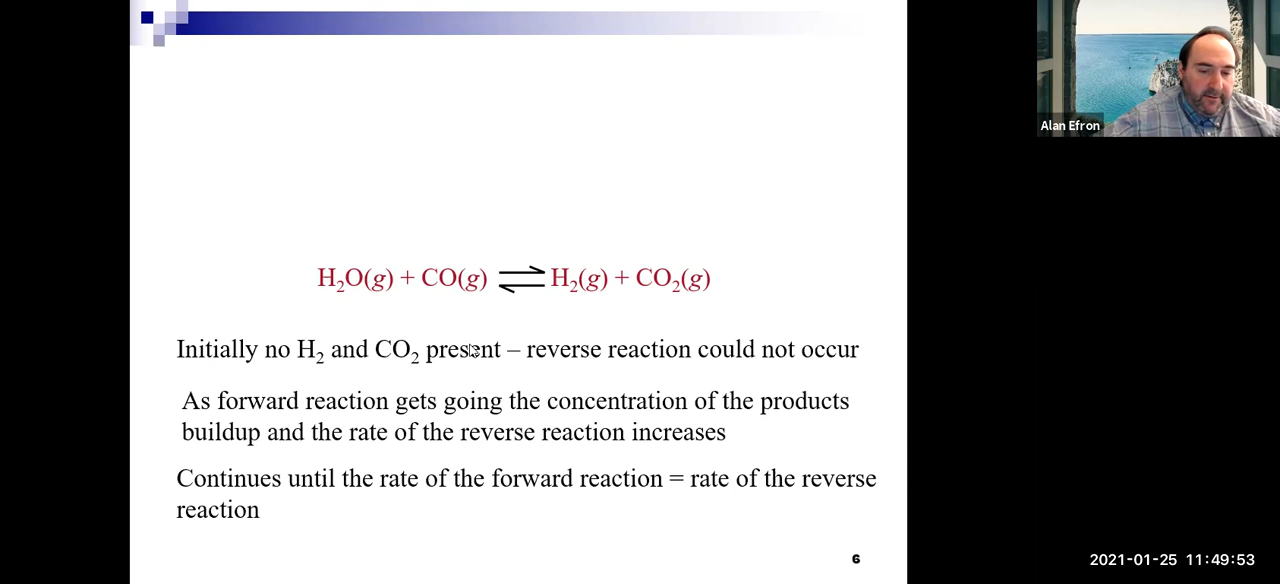 H₂O(g) + CO(g) ⇌ H₂(g) + CO₂(g)
Initially no H₂ and CO₂ present – reverse reaction could not occur
As forward reaction gets going the concentration of the products
buildup and the rate of the reverse reaction increases
Continues until the rate of the forward reaction = rate of the reverse
reaction
6
Alan Efron
2021-01-25 11:49:53